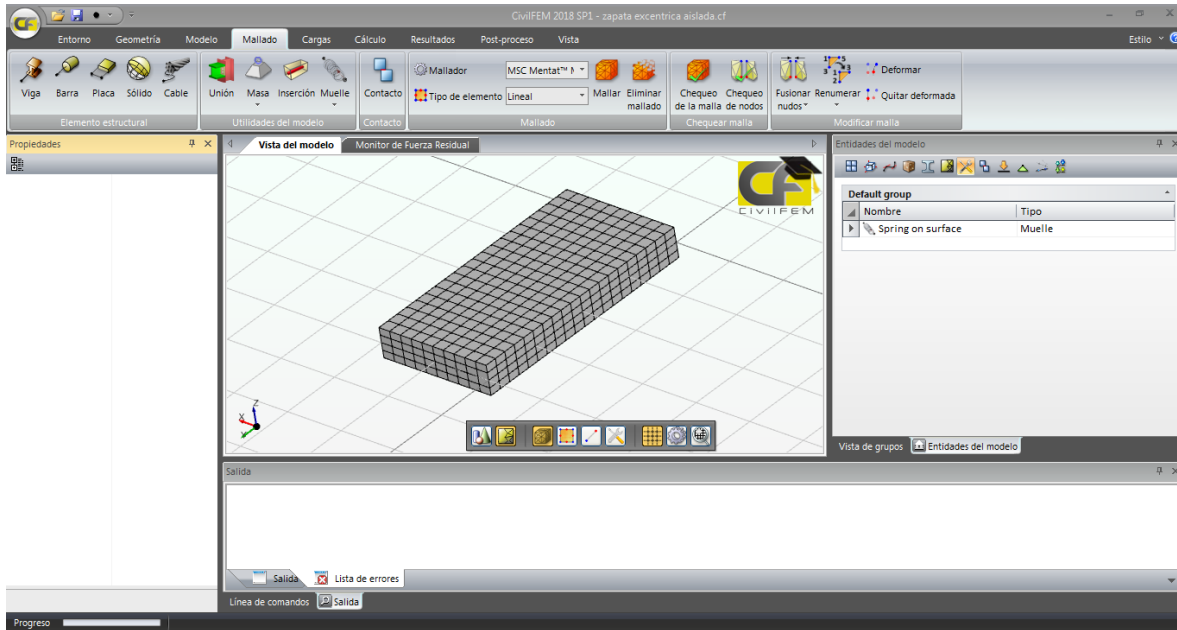 CivilFEM 2018 SP1 - zapata excentrica aislada.cf
Entorno Geometría Modelo Mallado Cargas Cálculo Resultados Post-proceso Vista Estilo
Viga Barra Placa Sólido Cable
Elemento estructural
Unión Masa Inserción Muelle
Utilidades del modelo
Contacto
Contacto
Mallador MSC Mentat™
Tipo de elemento Lineal
Mallar Eliminar mallado
Mallado
Chequeo de la malla Chequeo de nodos
Chequear malla
Fusionar nudos Renumerar
Deformar
Quitar deformada
Modificar malla
Propiedades
Vista del modelo Monitor de Fuerza Residual
CF
CIVILFEM
X Y Z
Entidades del modelo
Default group
Nombre Tipo
Spring on surface Muelle
Vista de grupos Entidades del modelo
Salida
Salida Lista de errores
Línea de comandos Salida
Progreso